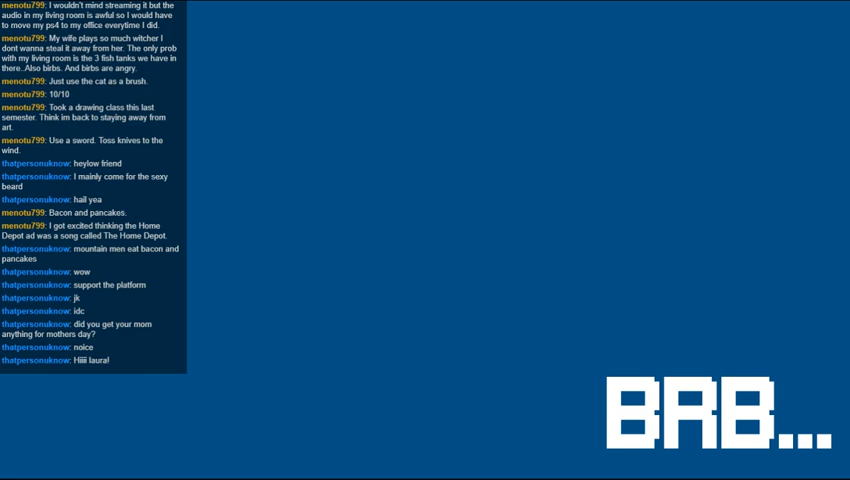 menotu799: I wouldn't mind streaming it but the
audio in my living room is awful so I would have
to move my ps4 to my office everytime I did.
menotu799: My wife plays so much witcher I
dont wanna steal it away from her. The only prob
with my living room is the 3 fish tanks we have in
there..Also birbs. And birbs are angry.
menotu799: Just use the cat as a brush.
menotu799: 10/10
menotu799: Took a drawing class this last
semester. Think im back to staying away from
art.
menotu799: Use a sword. Toss knives to the
wind.
thatpersonuknow: heylow friend
thatpersonuknow: I mainly come for the sexy
beard
thatpersonuknow: hail yea
menotu799: Bacon and pancakes.
menotu799: I got excited thinking the Home
Depot ad was a song called The Home Depot.
thatpersonuknow: mountain men eat bacon and
pancakes
thatpersonuknow: wow
thatpersonuknow: support the platform
thatpersonuknow: jk
thatpersonuknow: idc
thatpersonuknow: did you get your mom
anything for mothers day?
thatpersonuknow: noice
thatpersonuknow: Hiiii laura!
BRB...